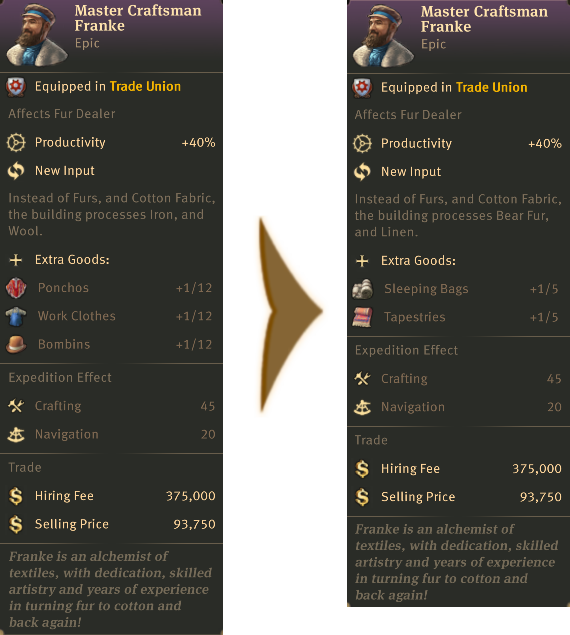 Master Craftsman
Franke
Epic
Equipped in Trade Union
Affects Fur Dealer
Productivity +40%
New Input
Instead of Furs, and Cotton Fabric,
the building processes Iron, and
Wool.
Extra Goods:
Ponchos +1/12
Work Clothes +1/12
Bombins +1/12
Expedition Effect
Crafting 45
Navigation 20
Trade
Hiring Fee 375,000
Selling Price 93,750
Franke is an alchemist of
textiles, with dedication, skilled
artistry and years of experience
in turning fur to cotton and
back again!
Master Craftsman
Franke
Epic
Equipped in Trade Union
Affects Fur Dealer
Productivity +40%
New Input
Instead of Furs, and Cotton Fabric,
the building processes Bear Fur,
and Linen.
Extra Goods:
Sleeping Bags +1/5
Tapestries +1/5
Expedition Effect
Crafting 45
Navigation 20
Trade
Hiring Fee 375,000
Selling Price 93,750
Franke is an alchemist of
textiles, with dedication, skilled
artistry and years of experience
in turning fur to cotton and
back again!